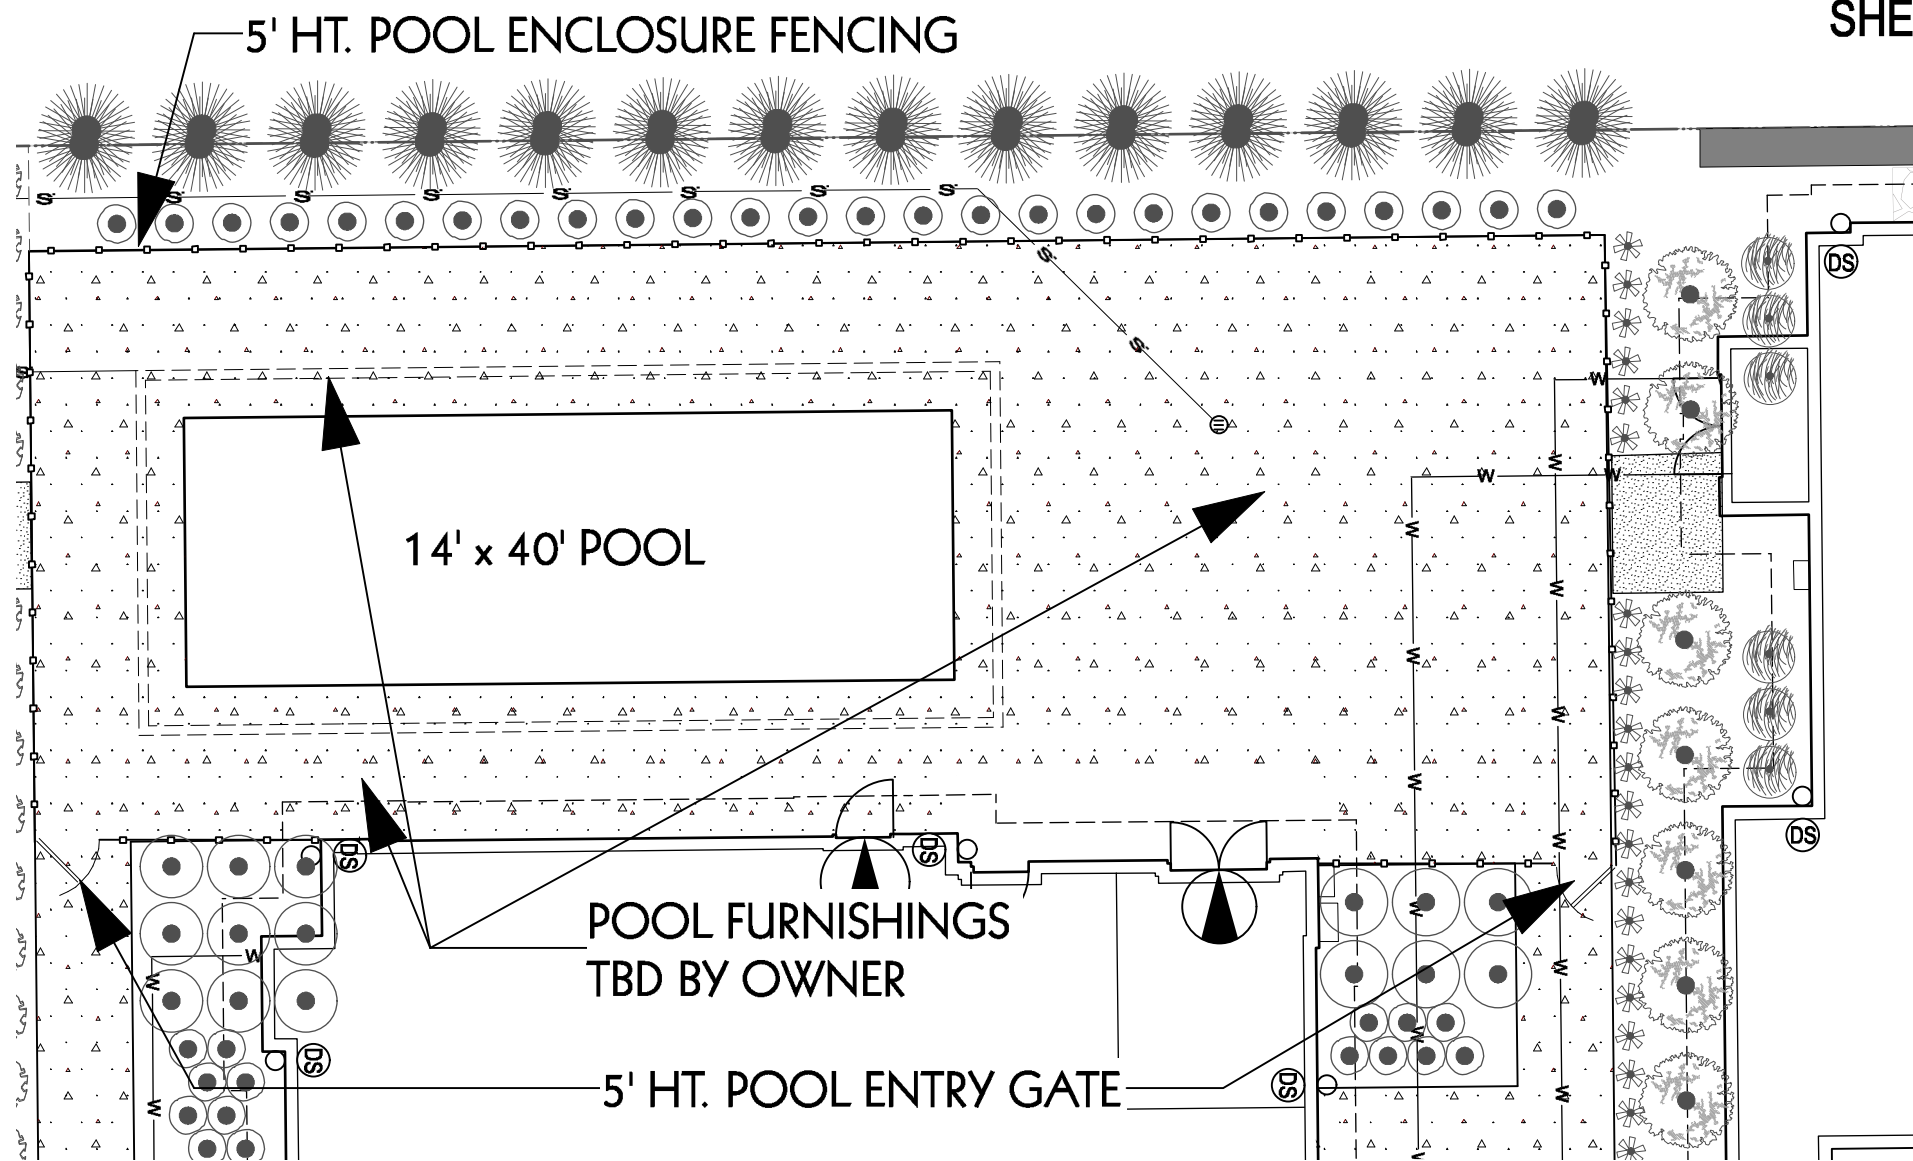 SHE
5' HT. POOL ENCLOSURE FENCING
S S S S S S S S
DS
S
S
S
W
W W W
14' x 40' POOL
W
W
W
W
W
W
DS
DS DS
W
W
POOL FURNISHINGS
TBD BY OWNER
W
W
W
W
DS
5' HT. POOL ENTRY GATE
DS
W
W
W